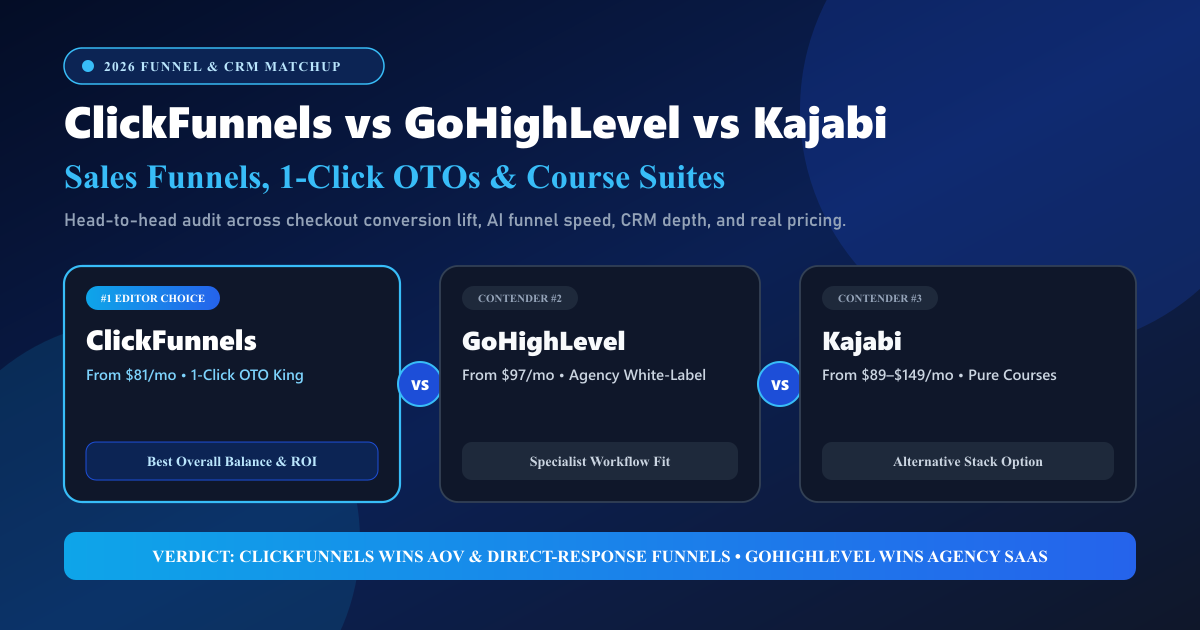 2026 FUNNEL & CRM MATCHUP
ClickFunnels vs GoHighLevel vs Kajabi
Sales Funnels, 1-Click OTOs & Course Suites
Head-to-head audit across checkout conversion lift, AI funnel speed, CRM depth, and real pricing.
#1 EDITOR CHOICE
ClickFunnels
From $81/mo • 1-Click OTO King
Best Overall Balance & ROI
VS
CONTENDER #2
GoHighLevel
From $97/mo • Agency White-Label
Specialist Workflow Fit
VS
CONTENDER #3
Kajabi
From $89–$149/mo • Pure Courses
Alternative Stack Option
VERDICT: CLICKFUNNELS WINS AOV & DIRECT-RESPONSE FUNNELS • GOHIGHLEVEL WINS AGENCY SAAS